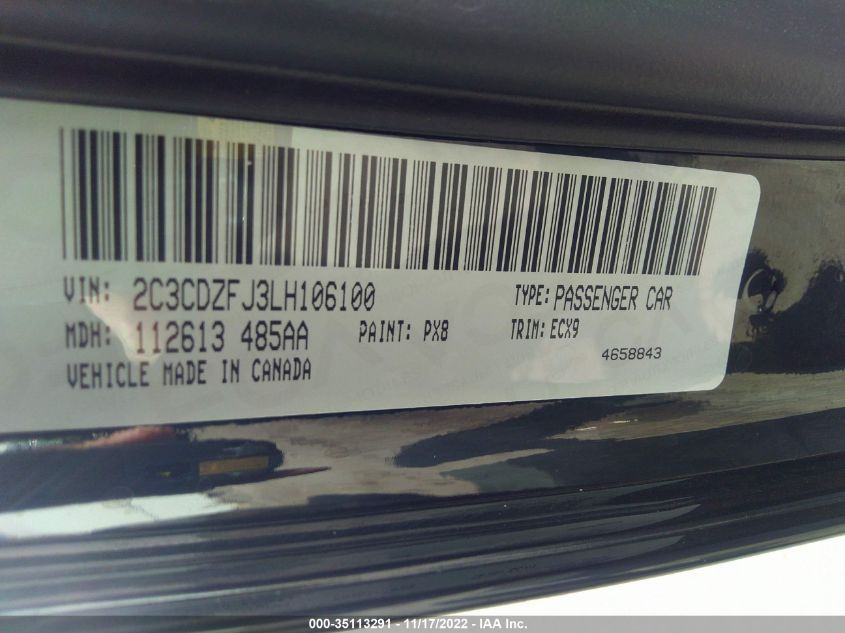 VIN: 2C3CDZFJ3LH106100 TYPE: PASSENGER CAR
MDH: 112613 485AA PAINT: PX8 TRIM: ECX9
4658843
VEHICLE MADE IN CANADA
000-35113291 - 11/17/2022 - IAA Inc.